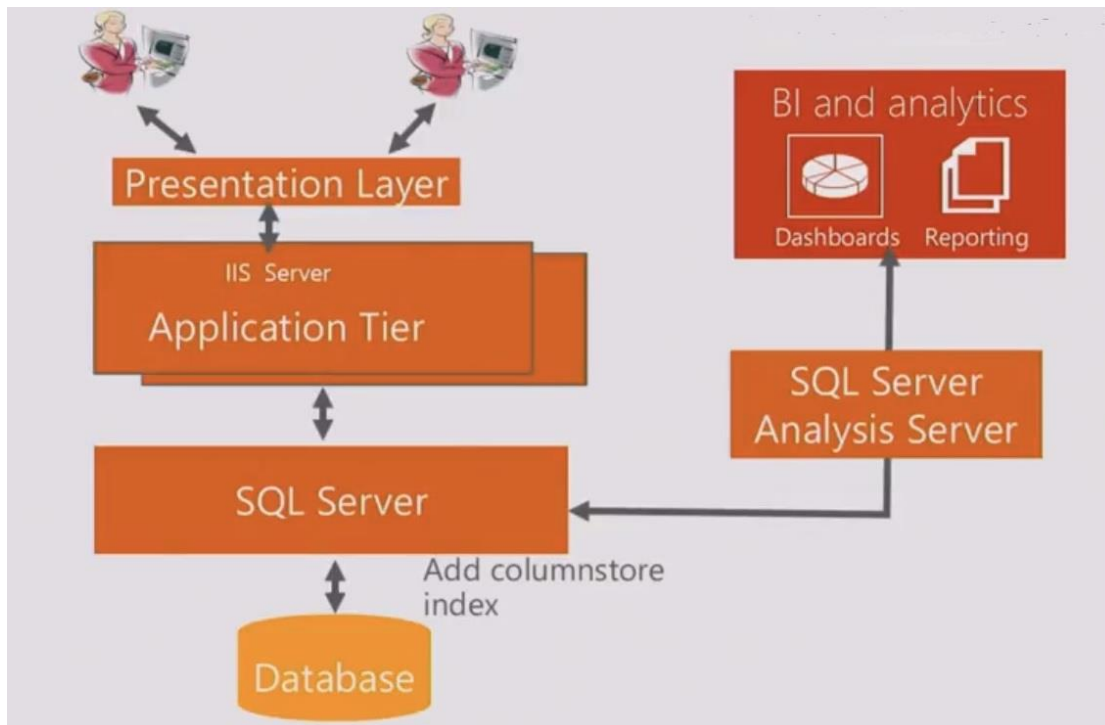 BI and analytics
Dashboards Reporting
Presentation Layer
IIS Server
Application Tier
SQL Server
Analysis Server
SQL Server
Add columnstore
index
Database